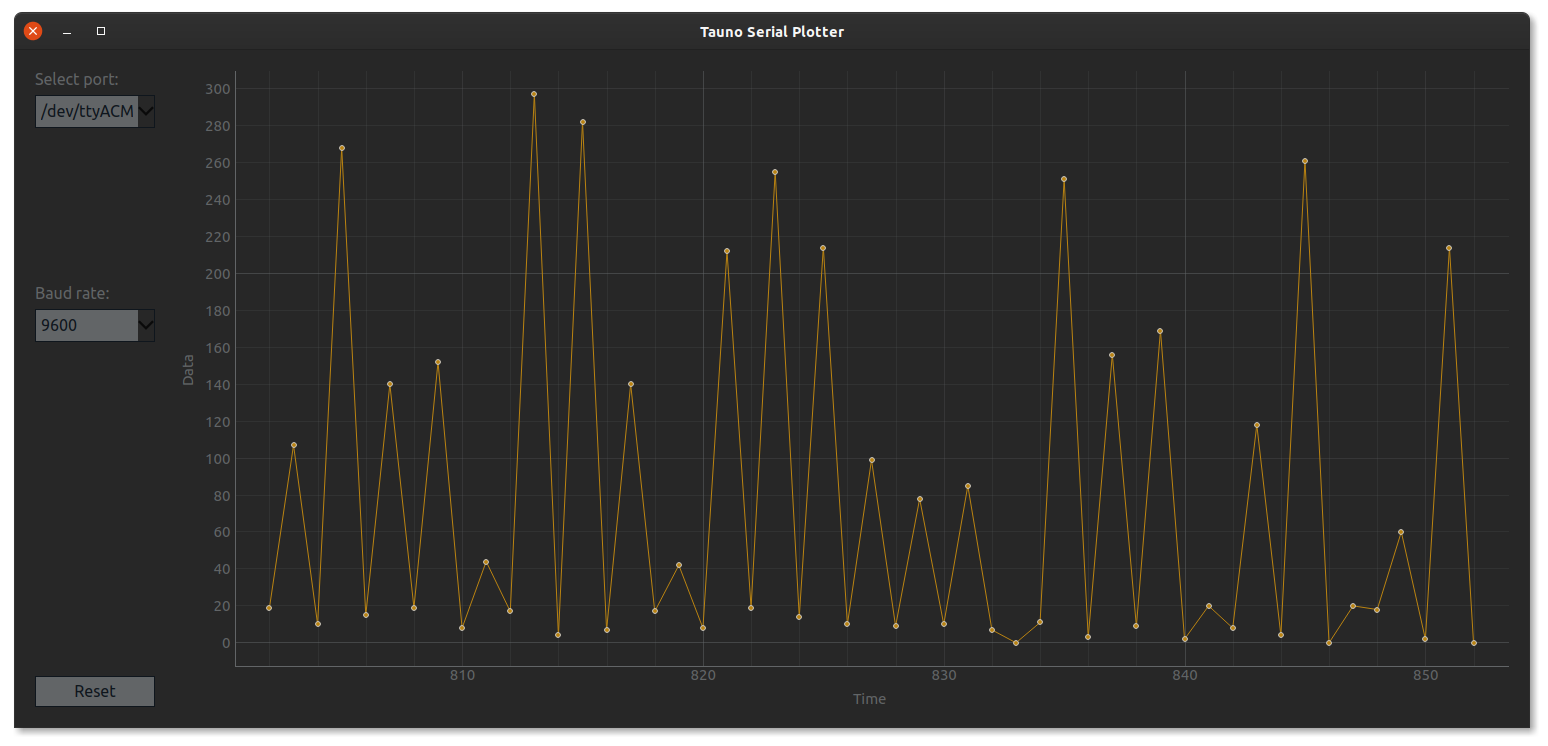 Tauno Serial Plotter
Select port:
/dev/ttyACM
Baud rate:
9600
Reset
Data
300
280
260
240
220
200
180
160
140
120
100
80
60
40
20
0
810 820 830 840 850
Time